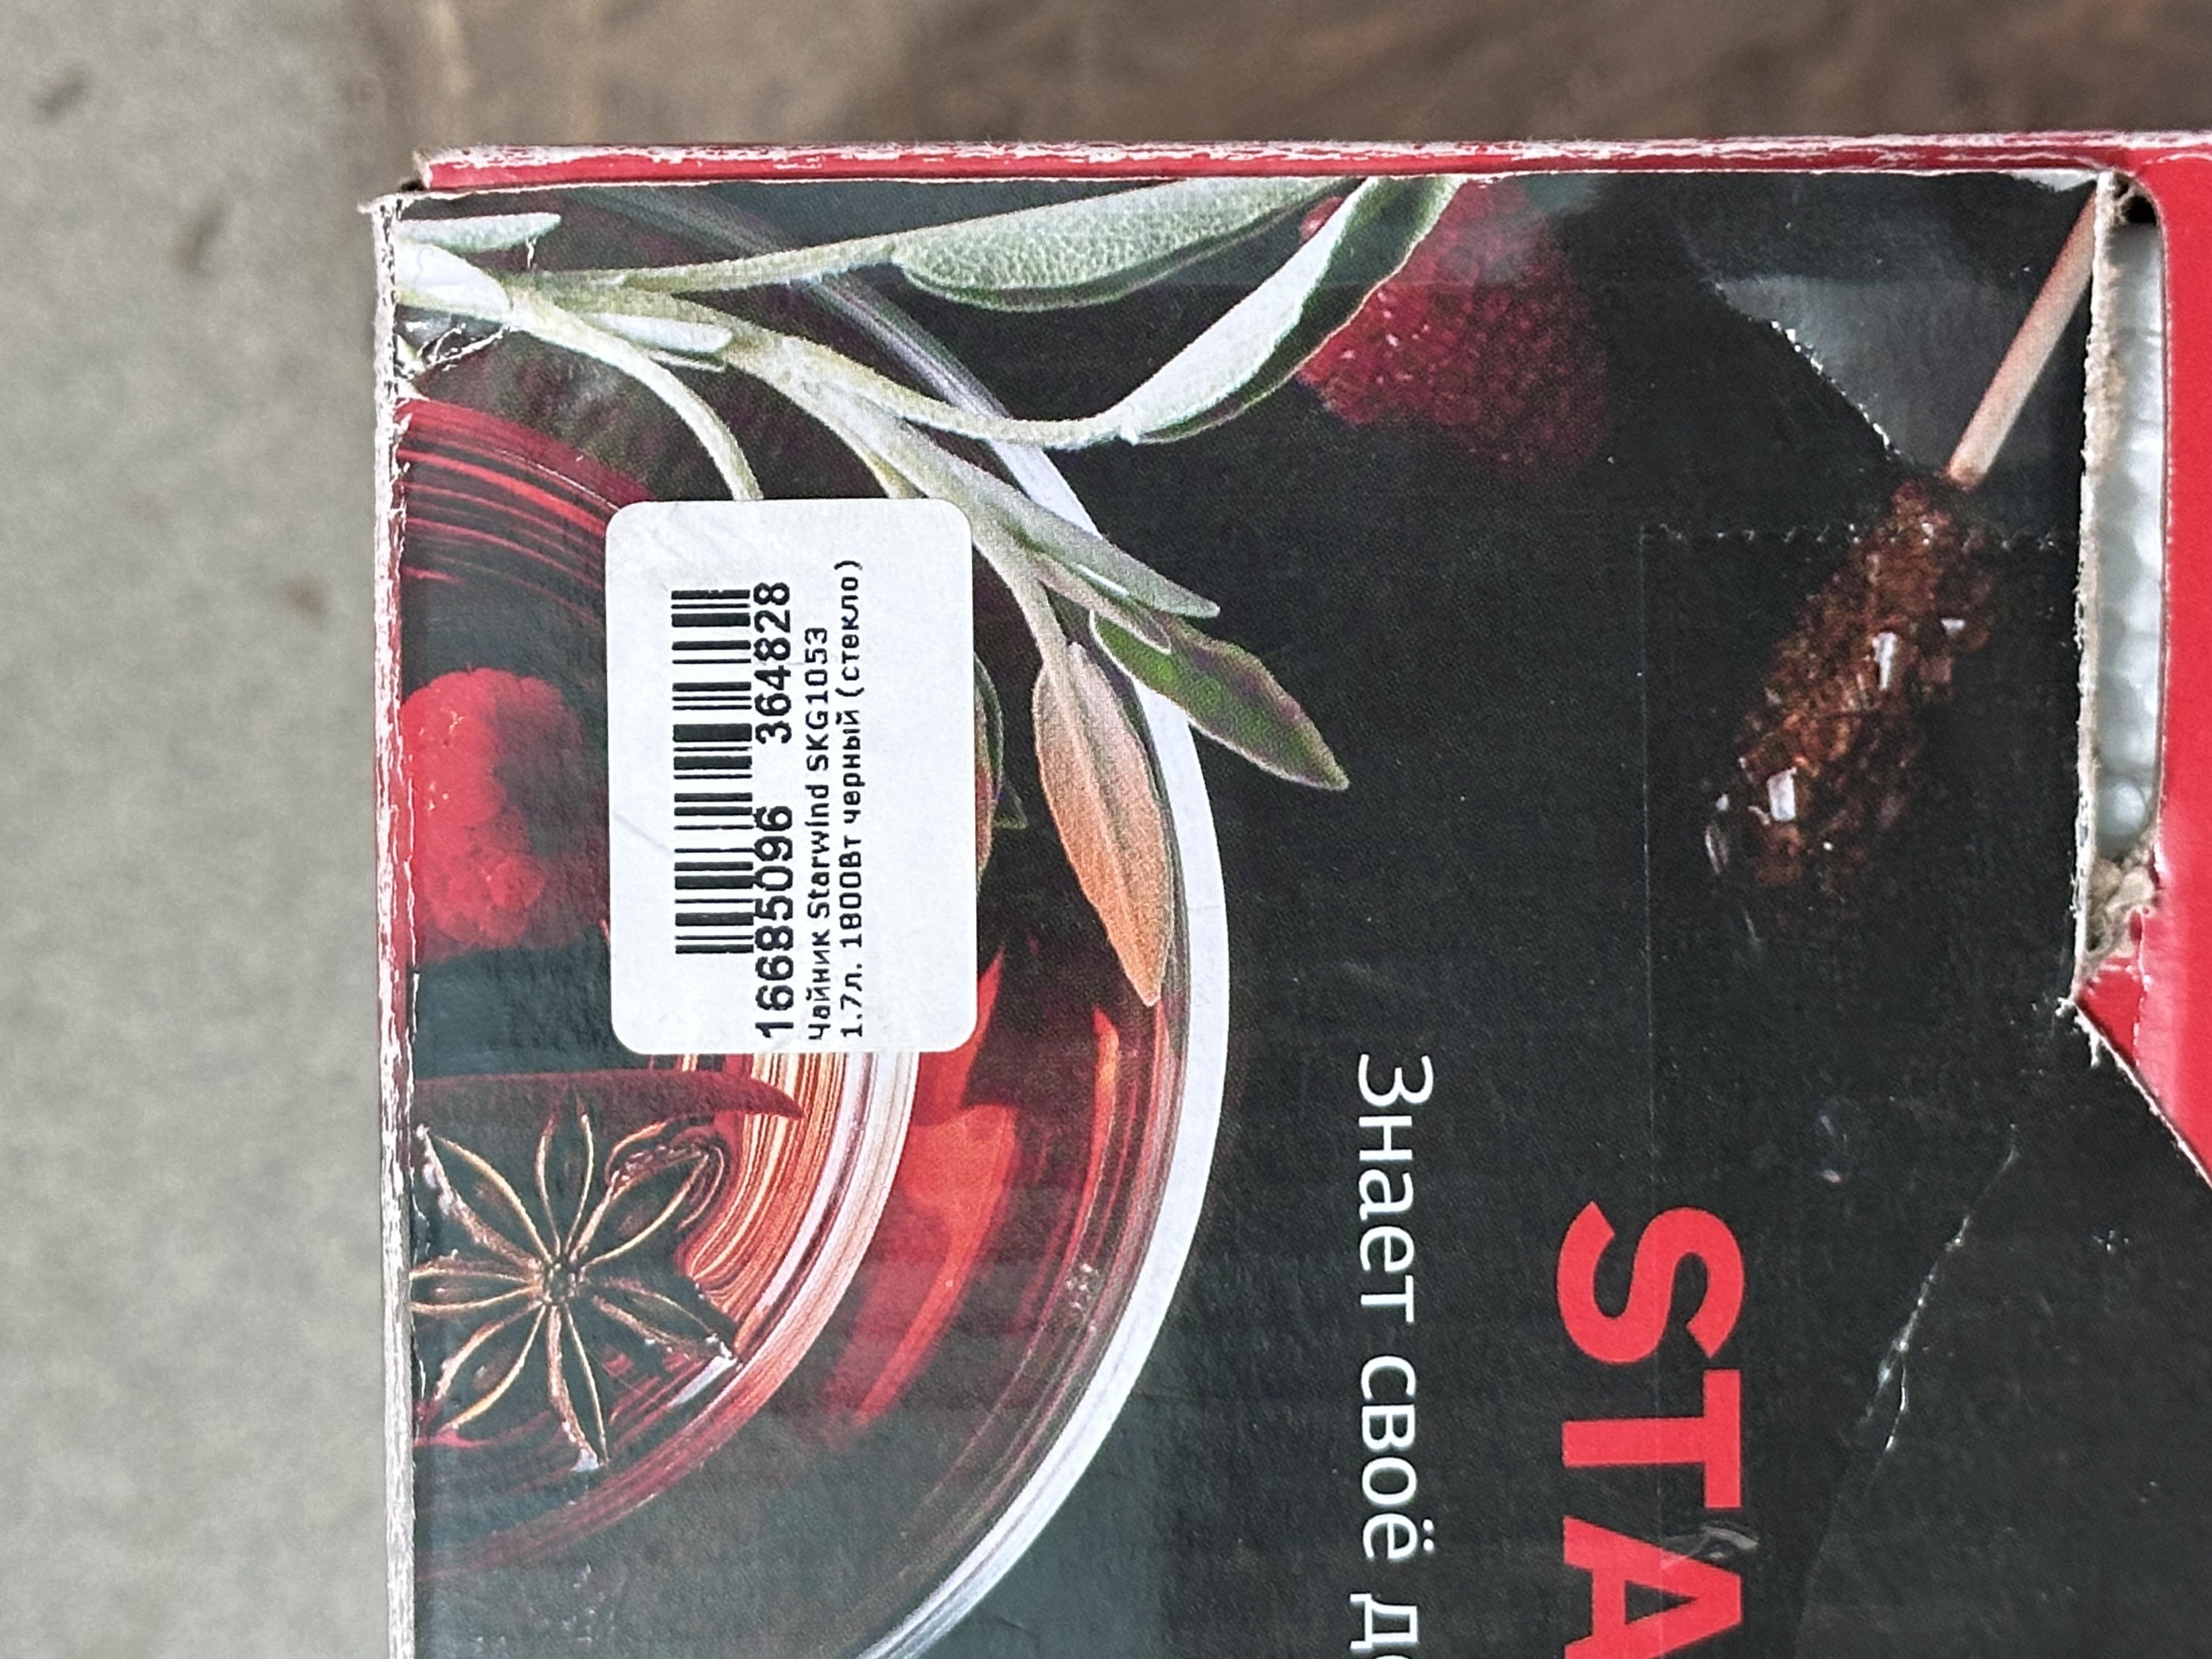 16685096 364828
Чайник Starwind SKG1053
1.7л. 1800Вт черный (стекло)
STA
Знает своё